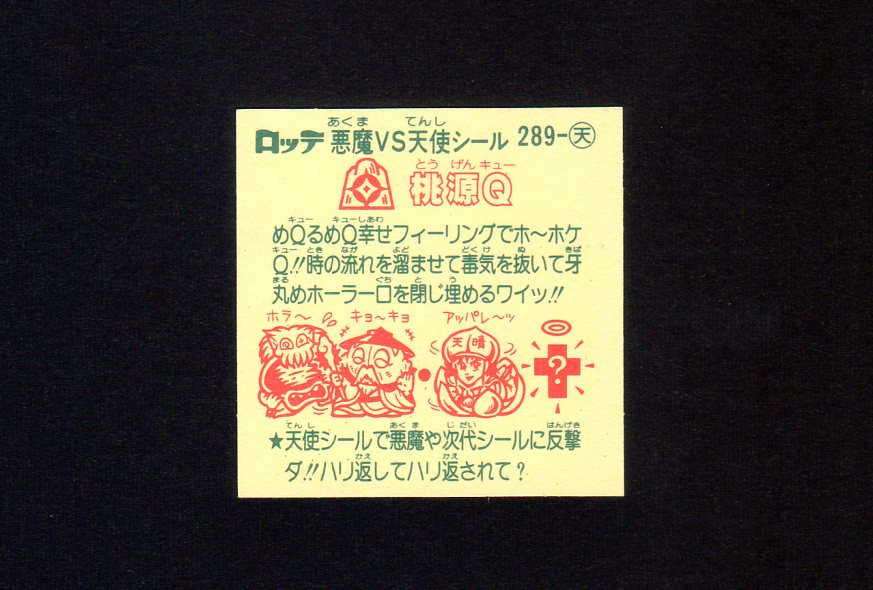 あくま てんし
ロッテ 悪魔VS天使シール 289-天
とう げん キュー
桃源Q
キュー キューしあわ
めQるめQ幸せフィーリングでホ〜ホケ
キュー とき なが よど どくけ ぬ きば
Q!!時の流れを溜ませて毒気を抜いて牙
まる ぐち と う
丸めホーラー口を閉じ埋めるワイッ!!
ホラ〜 キョ〜キョ アッパレ〜ッ
天晴
?
てんし あくま じだい はんげき
★天使シールで悪魔や次代シールに反撃
かえ かえ
ダ!!ハリ返してハリ返されて?